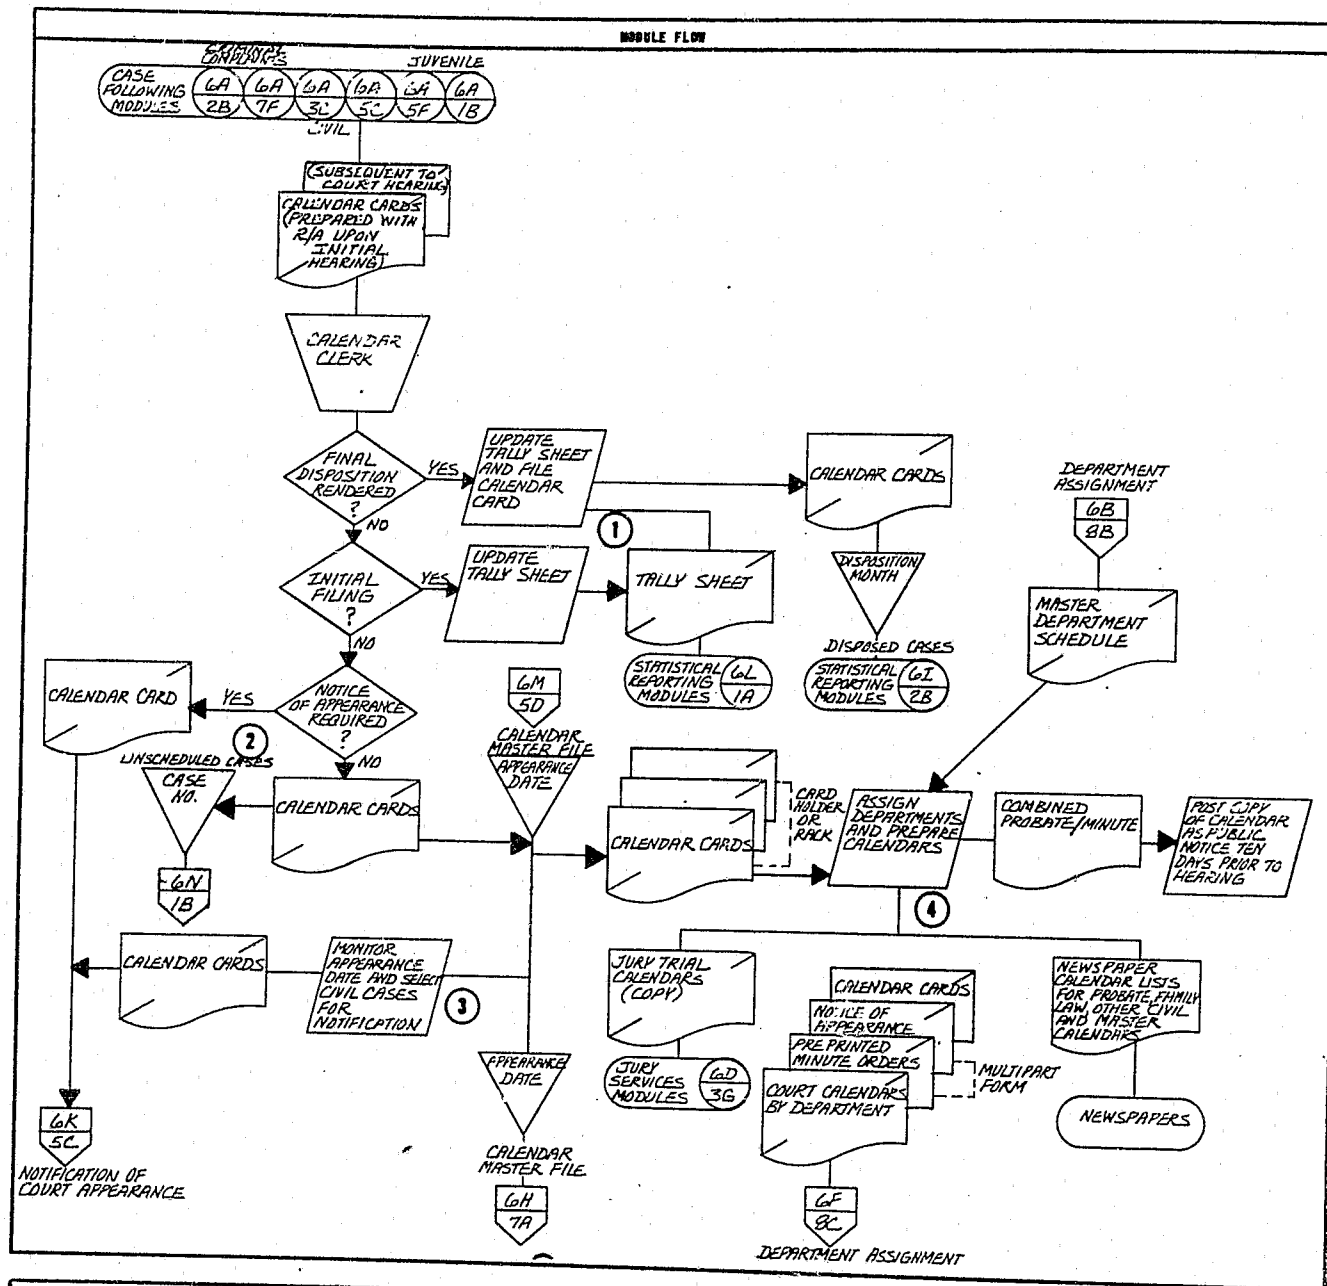 MODULE FLOW
COMPLAINTS
JUVENILE
CASE
FOLLOWING
MODULES
6A
2B
6A
7F
6A
3C
6A
5C
6A
5F
6A
1B
CIVIL
(SUBSEQUENT TO
COURT HEARING)
CALENDAR CARDS
(PREPARED WITH
R/A UPON
INITIAL
HEARING)
CALENDAR
CLERK
FINAL
DISPOSITION
RENDERED
?
YES
NO
UPDATE
TALLY SHEET
AND FILE
CALENDAR
CARD
1
CALENDAR CARDS
DEPARTMENT
ASSIGNMENT
6B
8B
INITIAL
FILING
?
YES
NO
UPDATE
TALLY SHEET
TALLY SHEET
DISPOSITION
MONTH
MASTER
DEPARTMENT
SCHEDULE
STATISTICAL
REPORTING
MODULES
6L
1A
DISPOSED CASES
STATISTICAL
REPORTING
MODULES
6I
2B
CALENDAR CARD
YES
NOTICE
OF APPEARANCE
REQUIRED
?
NO
2
6M
5D
CALENDAR
MASTER FILE
APPEARANCE
DATE
UNSCHEDULED CASES
CASE
NO.
CALENDAR CARDS
6N
1B
CALENDAR CARDS
CARD
HOLDER
OR
RACK
ASSIGN
DEPARTMENTS
AND PREPARE
CALENDARS
COMBINED
PROBATE/MINUTE
POST COPY
OF CALENDAR
AS PUBLIC
NOTICE TEN
DAYS PRIOR TO
HEARING
4
CALENDAR CARDS
MONITOR
APPEARANCE
DATE AND SELECT
CIVIL CASES
FOR
NOTIFICATION
3
APPEARANCE
DATE
CALENDAR
MASTER FILE
6H
7A
6K
5C
NOTIFICATION OF
COURT APPEARANCE
JURY TRIAL
CALENDARS
(COPY)
JURY
SERVICES
MODULES
6D
3G
CALENDAR CARDS
NOTICE OF
APPEARANCE
PREPRINTED
MINUTE ORDERS
COURT CALENDARS
BY DEPARTMENT
MULTIPART
FORM
6F
8C
DEPARTMENT ASSIGNMENT
NEWSPAPER
CALENDAR LISTS
FOR PROBATE, FAMILY
LAW, OTHER CIVIL
AND MASTER
CALENDARS
NEWSPAPERS